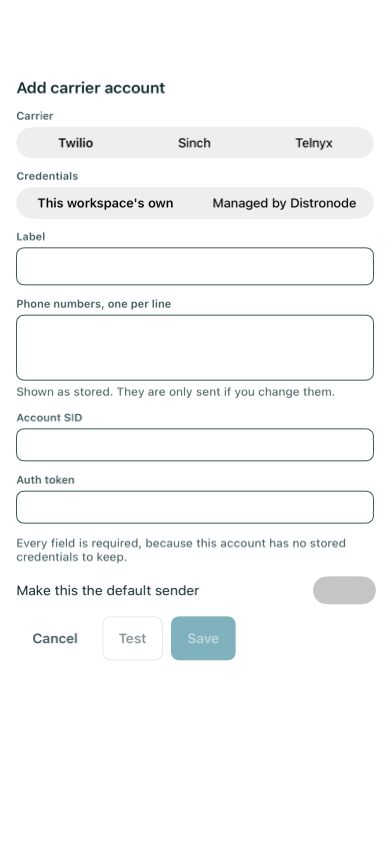 Add carrier account
Carrier
Twilio
Sinch
Telnyx
Credentials
This workspace's own
Managed by Distronode
Label
Phone numbers, one per line
Shown as stored. They are only sent if you change them.
Account SID
Auth token
Every field is required, because this account has no stored
credentials to keep.
Make this the default sender
Cancel
Test
Save